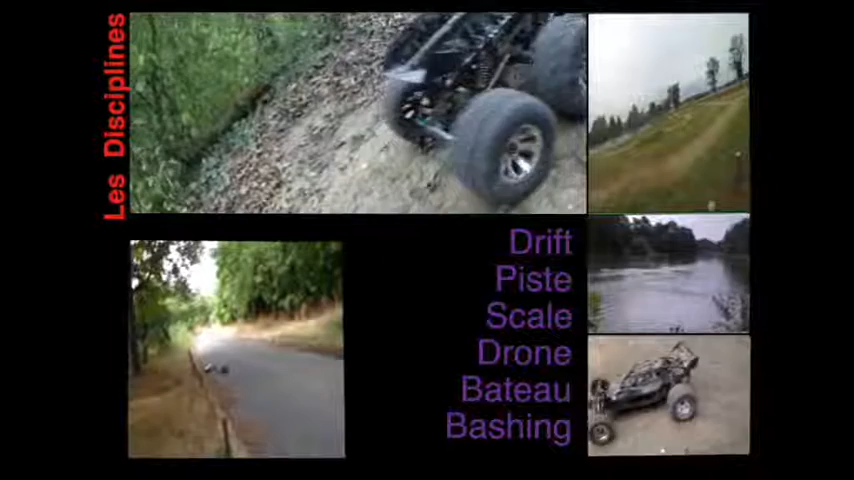 Les Disciplines
Drift
Piste
Scale
Drone
Bateau
Bashing